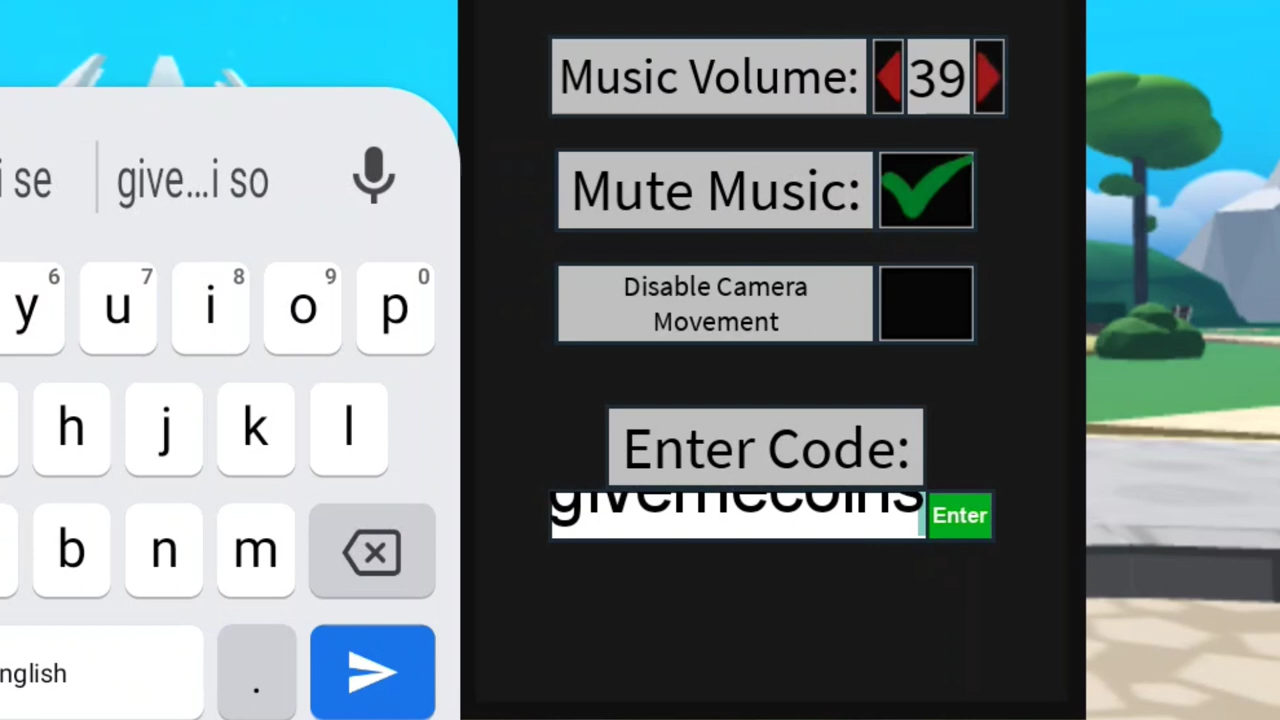 Music Volume: 39
i se give...i so
Mute Music:
y 6 u 7 i 8 o 9 p 0
Disable Camera
Movement
h j k l
Enter Code:
givemecoins Enter
b n m
nglish .